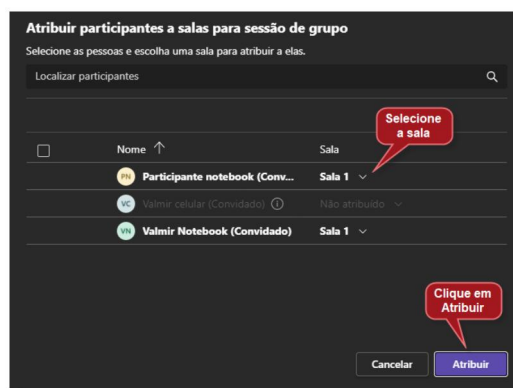 Atribuir participantes a salas para sessão de grupo
Selecione as pessoas e escolha uma sala para atribuir a elas.
Localizar participantes
Selecione
a sala
Nome ↑ Sala
PN Participante notebook (Conv... Sala 1
VC Valmir celular (Convidado) Não atribuído
VN Valmir Notebook (Convidado) Sala 1
Clique em
Atribuir
Cancelar Atribuir